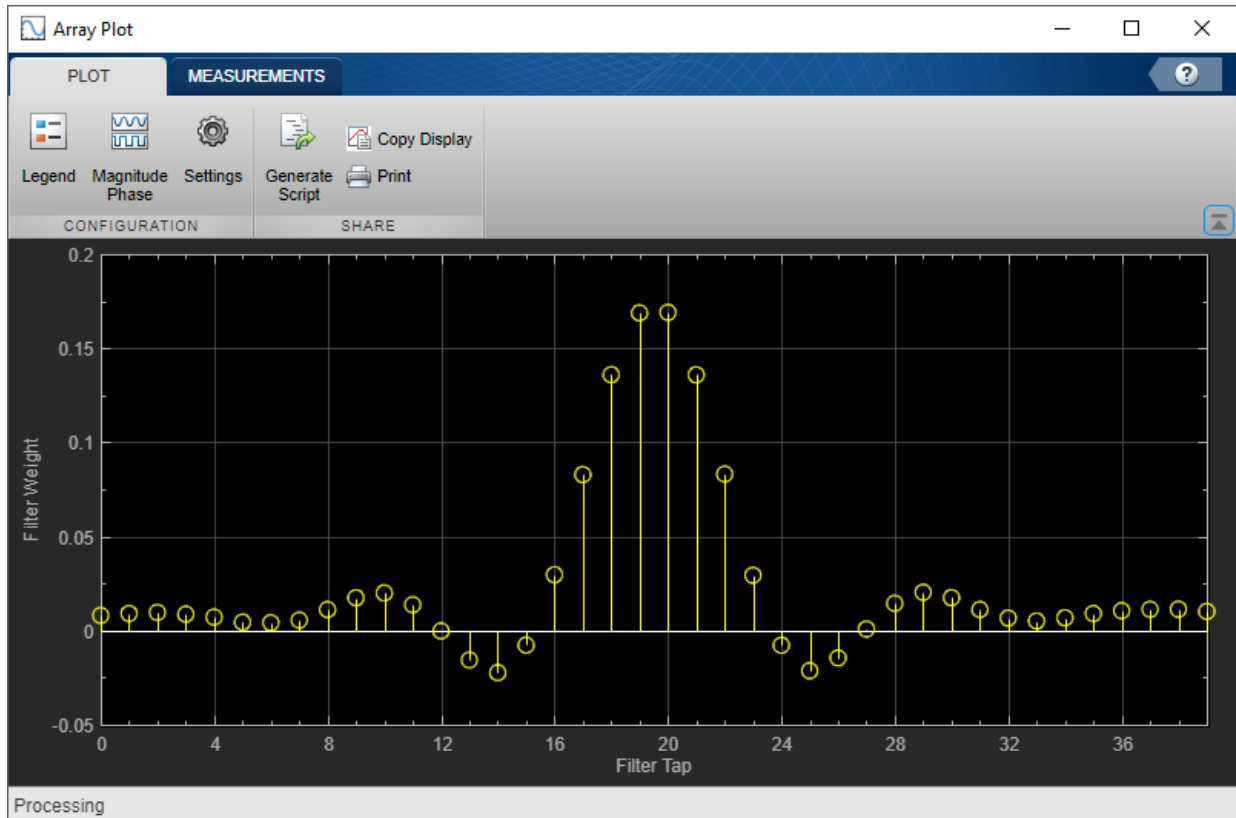 Array Plot
PLOT
MEASUREMENTS
?
Legend
Magnitude
Phase
Settings
Generate
Script
Copy Display
Print
CONFIGURATION
SHARE
0.2
0.15
0.1
0.05
0
-0.05
Filter Weight
0 4 8 12 16 20 24 28 32 36
Filter Tap
Processing